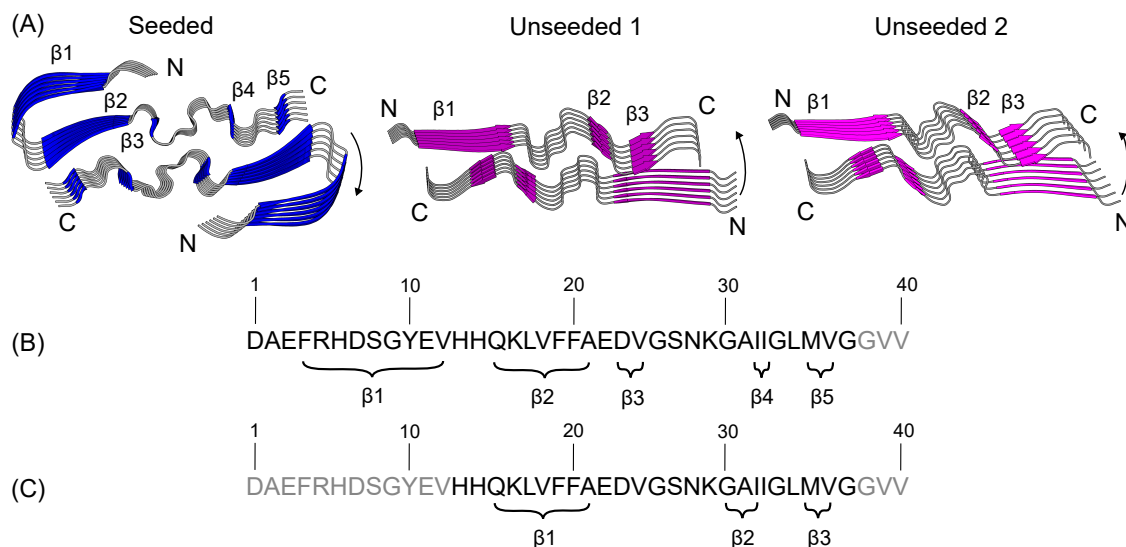 (A) Seeded Unseeded 1 Unseeded 2
β1 N β2 β3 β4 β5 C
C N
N β1 β2 β3 C
C N
N β1 β2 β3 C
C N
1 10 20 30 40
(B) DAEFRHDSGYEVHHQKLVFFAEDVGSNKGAIIGLMVGGVV
β1 β2 β3 β4 β5
1 10 20 30 40
(C) DAEFRHDSGYEVHHQKLVFFAEDVGSNKGAIIGLMVGGVV
β1 β2 β3